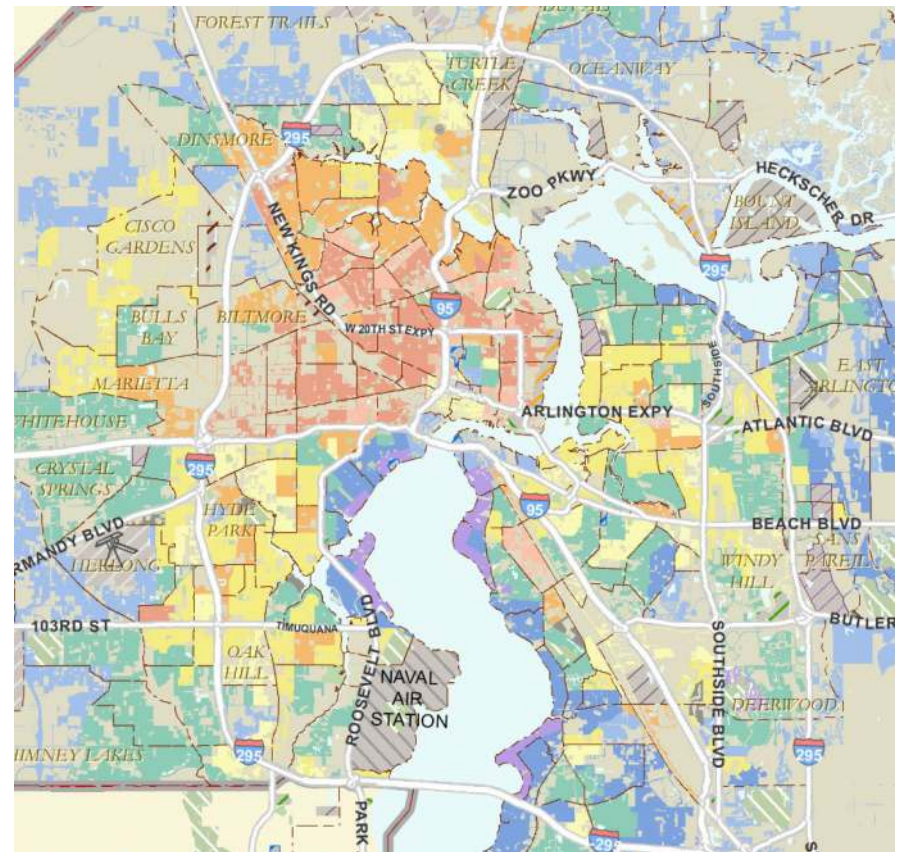 FOREST TRAILS
TURTLE
CREEK
OCEANWAY
295
DINSMORE
ZOO PKWY
HECKSCHER DR
BOUNT
ISLAND
NEW KINGS RD
CISCO
GARDENS
295
95
BULLS
BAY
BILTMORE
W 20TH ST EXPY
SOUTHSIDE
EAST
MARIETTA
ARLINGTON EXPY
ATLANTIC BLVD
WHITEHOUSE
CRYSTAL
SPRINGS
295
HYDE
PARK
95
BEACH BLVD
RMANDY BLVD
HERLONG
WINDY
HILL
SANS
PAREIL
103RD ST
TIMUQUANA
BUTLER
ROOSEVELT BLVD
OAK
HILL
NAVAL
AIR
STATION
SOUTHSIDE BLVD
DEERWOOD
HIMNEY LAKES
295
295
PARK
295
S